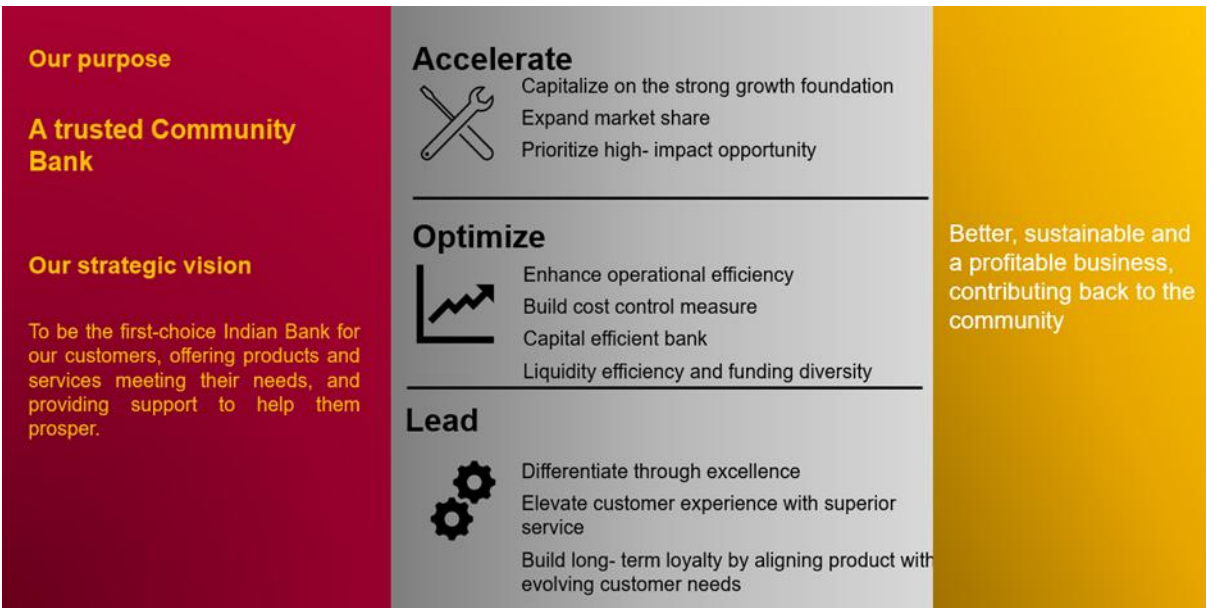 Our purpose
A trusted Community
Bank
Our strategic vision
To be the first-choice Indian Bank for
our customers, offering products and
services meeting their needs, and
providing support to help them
prosper.
Accelerate
Capitalize on the strong growth foundation
Expand market share
Prioritize high- impact opportunity
Optimize
Enhance operational efficiency
Build cost control measure
Capital efficient bank
Liquidity efficiency and funding diversity
Lead
Differentiate through excellence
Elevate customer experience with superior
service
Build long- term loyalty by aligning product with
evolving customer needs
Better, sustainable and
a profitable business,
contributing back to the
community